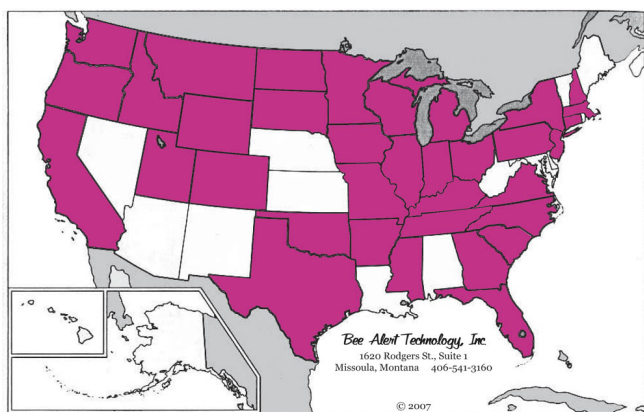 Bee Alert Technology, Inc
1620 Rodgers St., Suite 1
Missoula, Montana 406-541-3160
© 2007